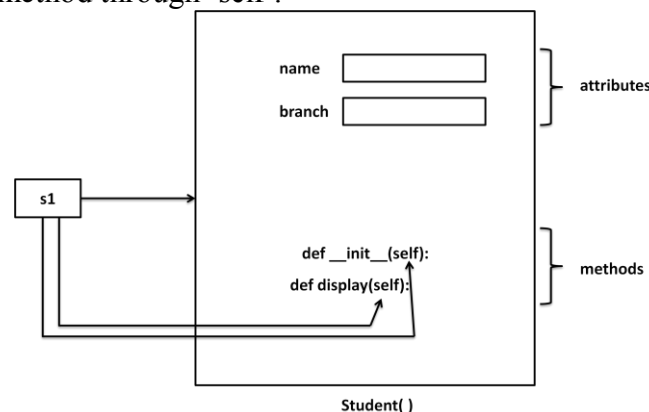 method through 'self'.
name
attributes
branch
s1
def __init__(self):
methods
def display(self):
Student( )